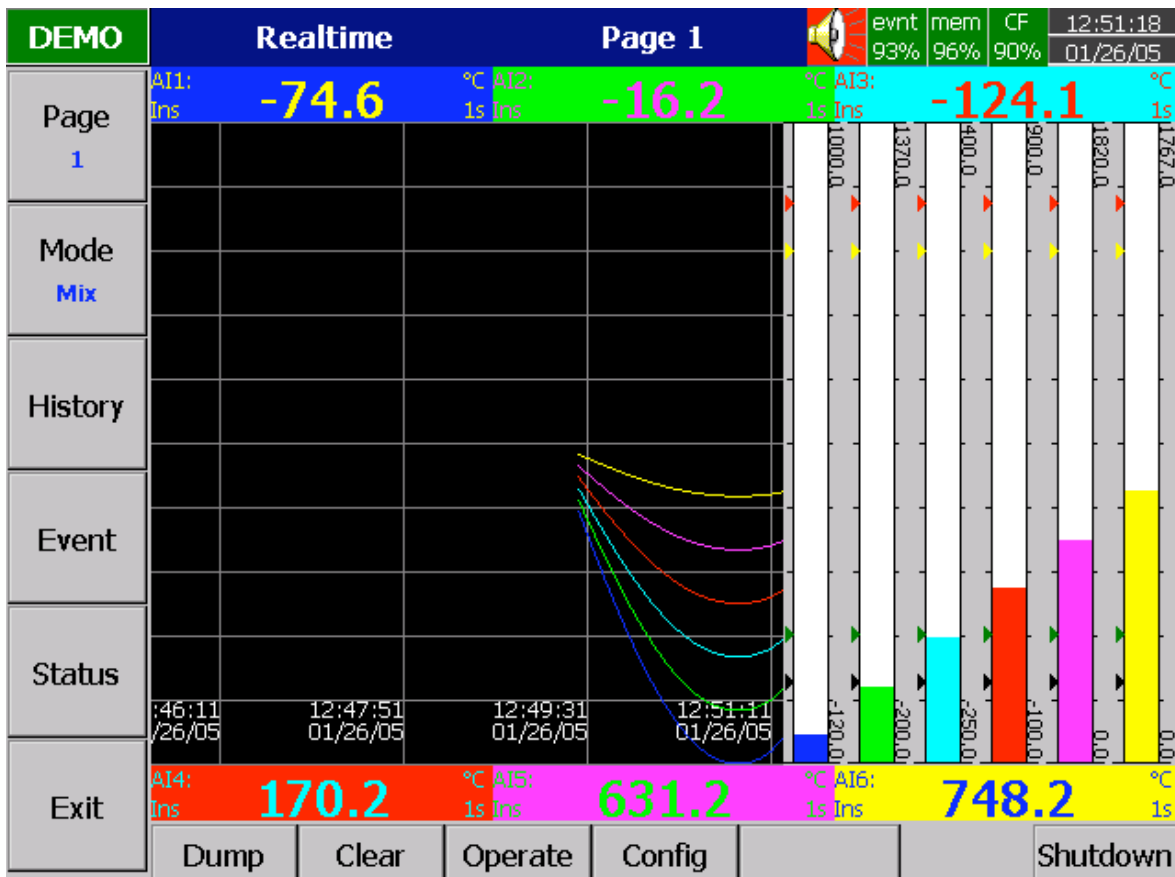 DEMO Realtime Page 1 evnt mem CF 12:51:18
93% 96% 90% 01/26/05
AI1: -74.6 °C AI2: -16.2 °C AI3: -124.1 °C
Ins 1s Ins 1s Ins 1s
Page
1
Mode
Mix
History
Event
Status
Exit
1000.0 1370.0 400.0 900.0 1820.0 1767.0
-120.0 -200.0 -250.0 -100.0 0.0 0.0
:46:11 12:47:51 12:49:31 12:51:11
/26/05 01/26/05 01/26/05 01/26/05
AI4: 170.2 °C AI5: 631.2 °C AI6: 748.2 °C
Ins 1s Ins 1s Ins 1s
Dump Clear Operate Config Shutdown